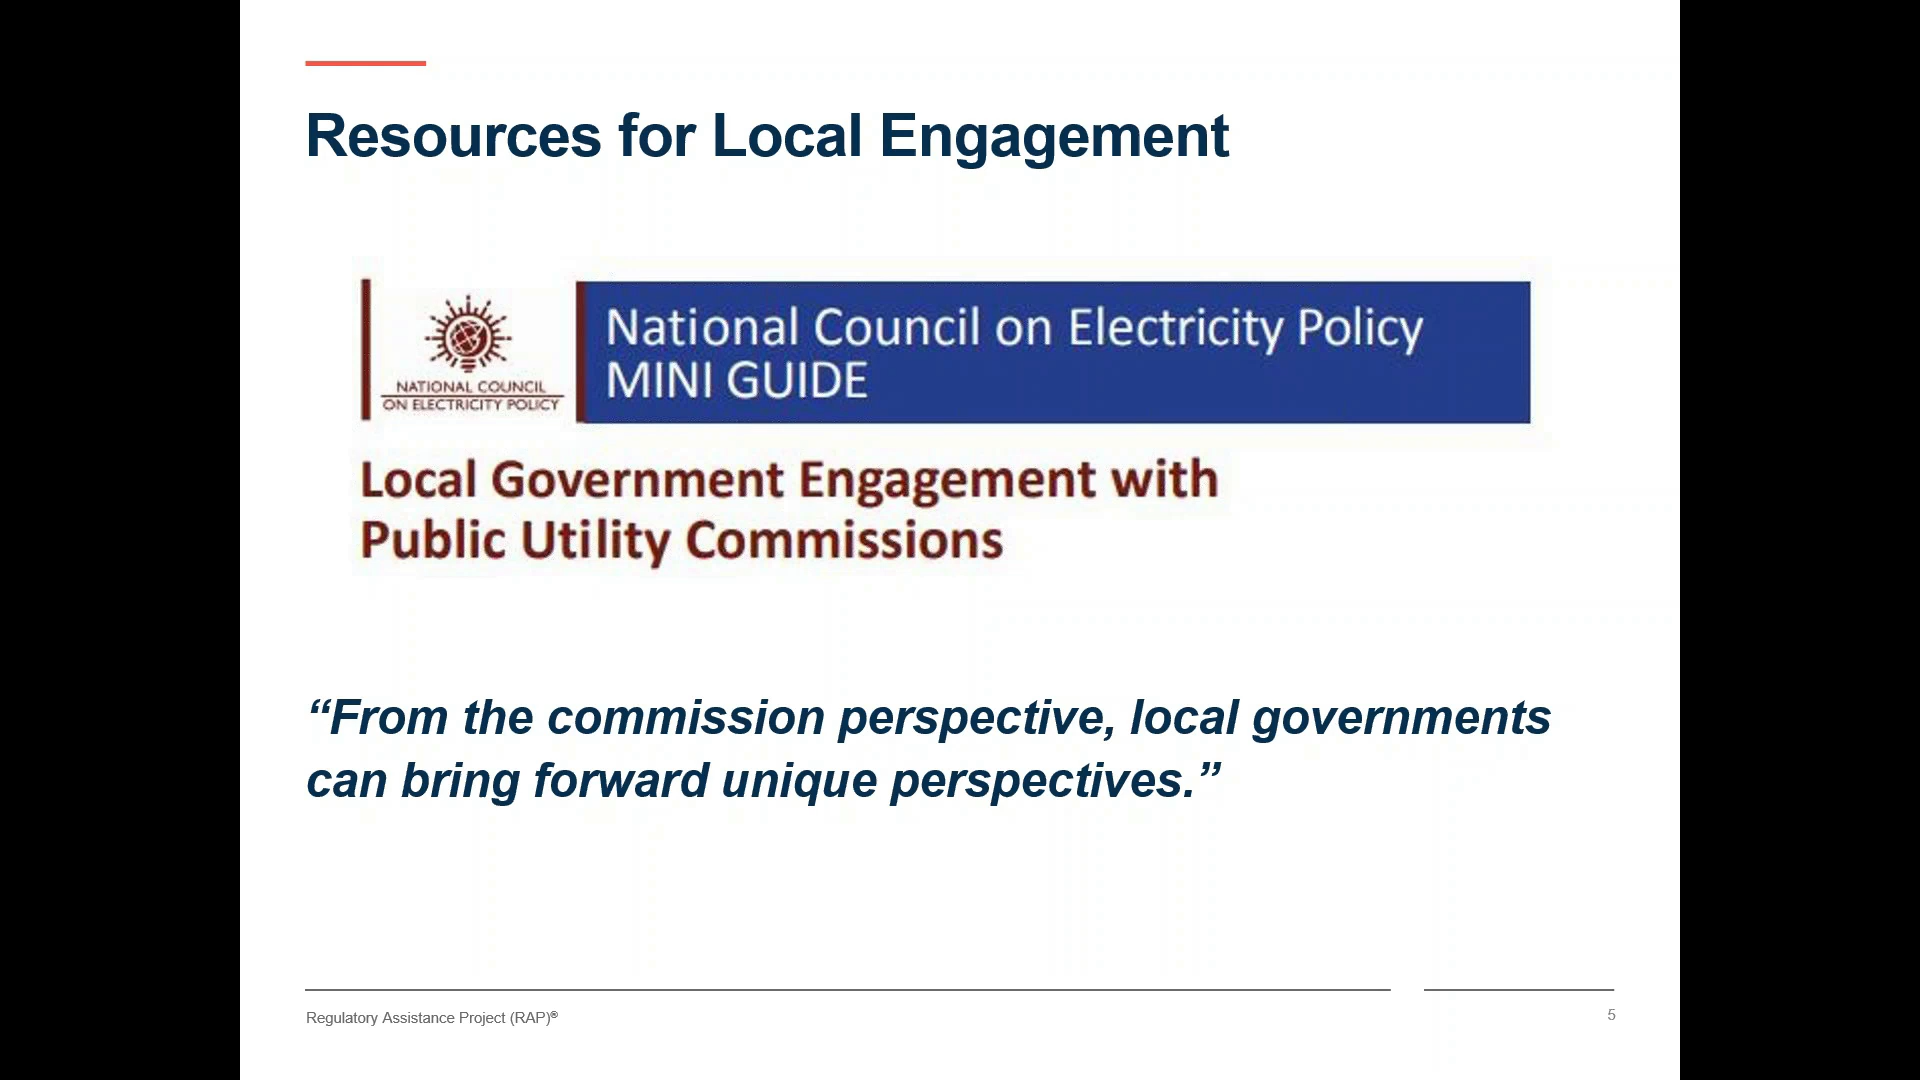 Resources for Local Engagement
NATIONAL COUNCIL
ON ELECTRICITY POLICY
National Council on Electricity Policy
MINI GUIDE
Local Government Engagement with
Public Utility Commissions
“From the commission perspective, local governments
can bring forward unique perspectives.”
Regulatory Assistance Project (RAP)®
5